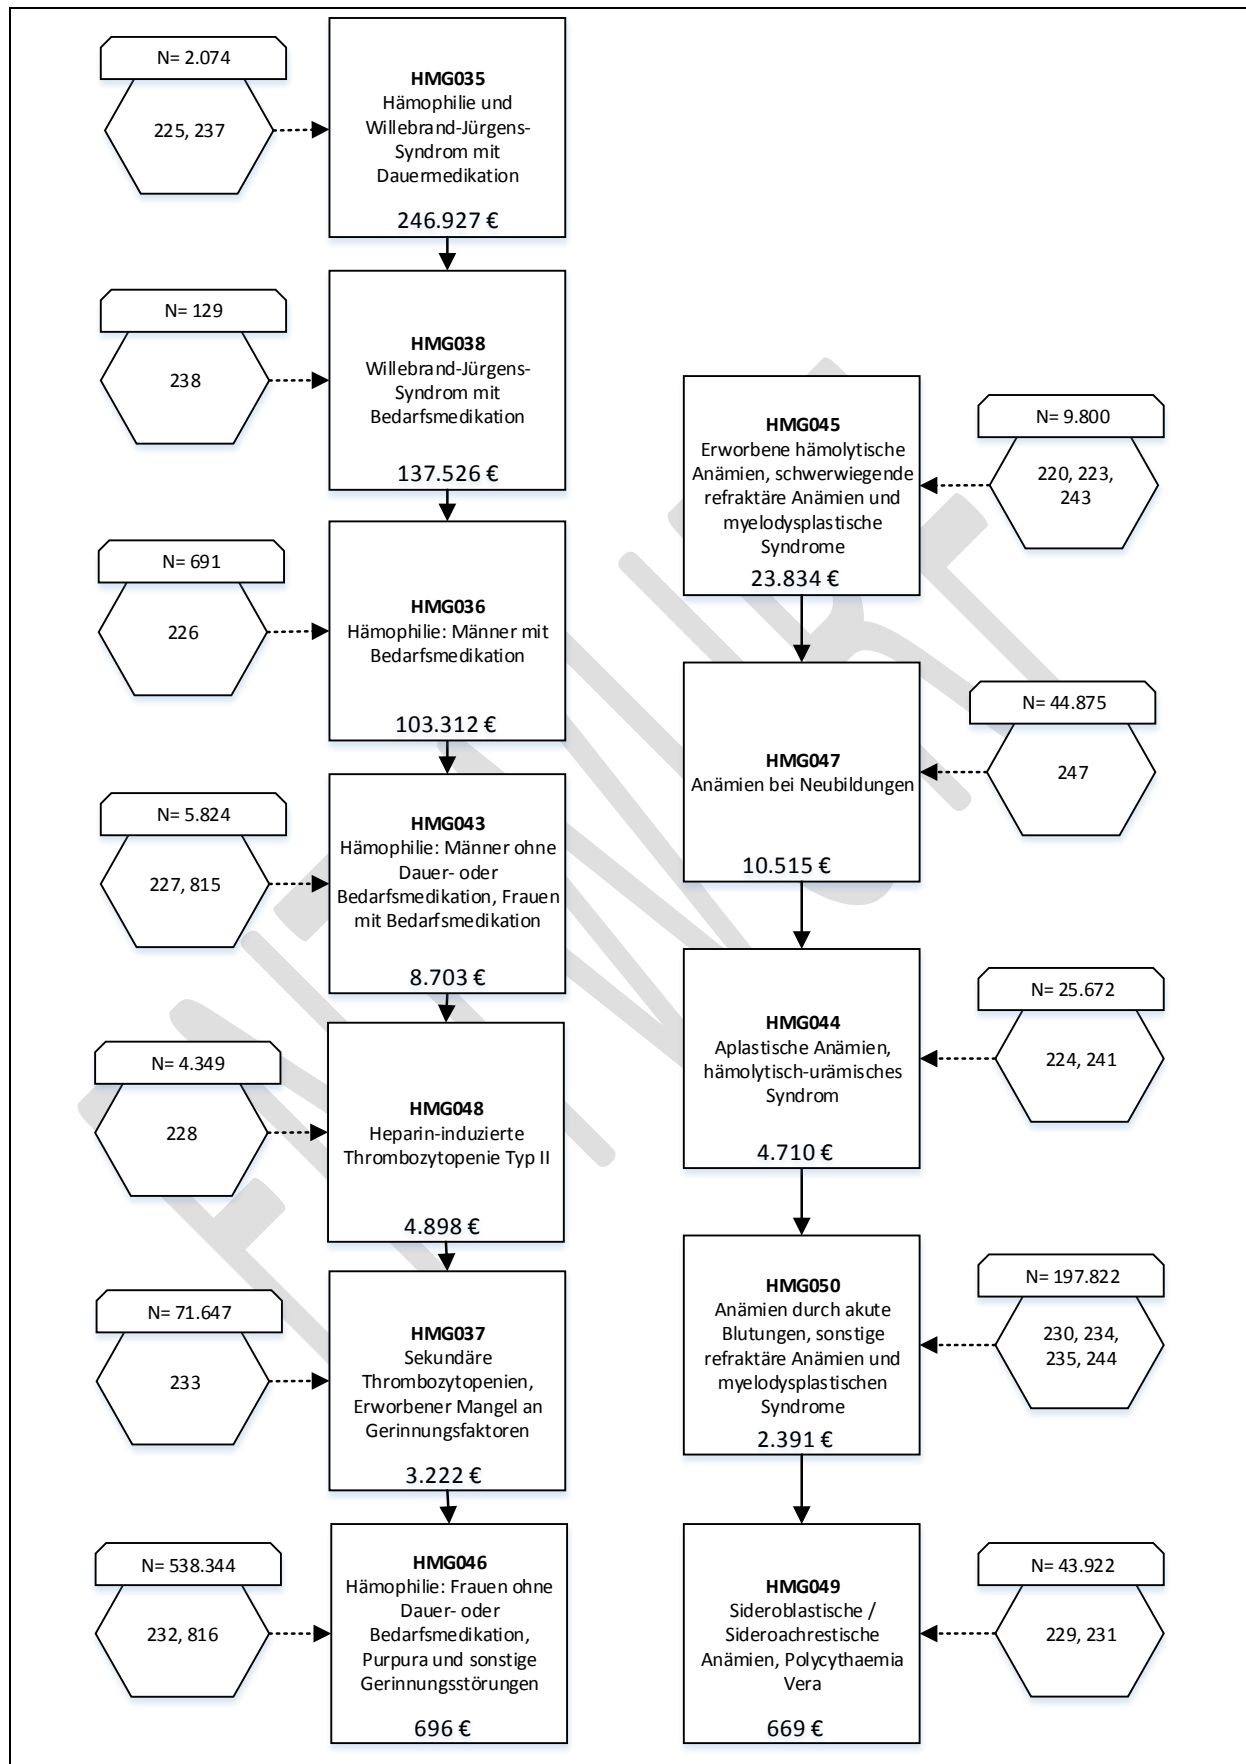 N= 2.074
225, 237
HMG035
Hämophilie und
Willebrand-Jürgens-
Syndrom mit
Dauermedikation
246.927 €
N= 129
238
HMG038
Willebrand-Jürgens-
Syndrom mit
Bedarfsmedikation
137.526 €
N= 691
226
HMG036
Hämophilie: Männer mit
Bedarfsmedikation
103.312 €
N= 5.824
227, 815
HMG043
Hämophilie: Männer ohne
Dauer- oder
Bedarfsmedikation, Frauen
mit Bedarfsmedikation
8.703 €
N= 4.349
228
HMG048
Heparin-induzierte
Thrombozytopenie Typ II
4.898 €
N= 71.647
233
HMG037
Sekundäre
Thrombozytopenien,
Erworbener Mangel an
Gerinnungsfaktoren
3.222 €
N= 538.344
232, 816
HMG046
Hämophilie: Frauen ohne
Dauer- oder
Bedarfsmedikation,
Purpura und sonstige
Gerinnungsstörungen
696 €
HMG045
Erworbene hämolytische
Anämien, schwerwiegende
refraktäre Anämien und
myelodysplastische
Syndrome
23.834 €
N= 9.800
220, 223,
243
HMG047
Anämien bei Neubildungen
10.515 €
N= 44.875
247
HMG044
Aplastische Anämien,
hämolytisch-urämisches
Syndrom
4.710 €
N= 25.672
224, 241
HMG050
Anämien durch akute
Blutungen, sonstige
refraktäre Anämien und
myelodysplastischen
Syndrome
2.391 €
N= 197.822
230, 234,
235, 244
HMG049
Sideroblastische /
Sideroachrestische
Anämien, Polycythaemia
Vera
669 €
N= 43.922
229, 231
ENTWURF